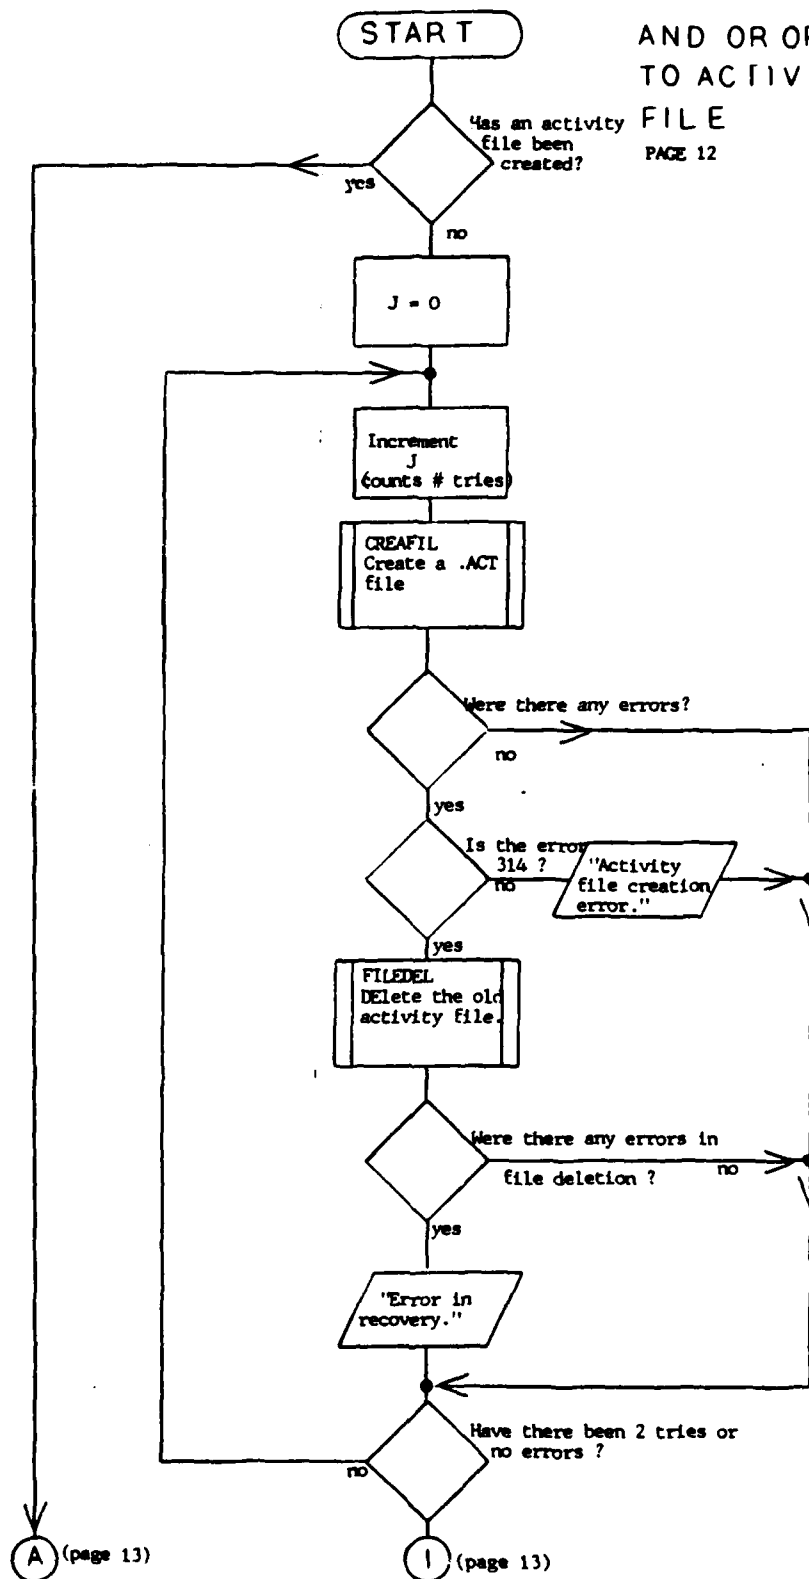 START
AND OR
TO ACTIV
FILE
PAGE 12
Has an activity
file been
created?
yes
no
J = 0
Increment
J
(counts # tries)
CREAFIL
Create a .ACT
file
Were there any errors?
no
yes
Is the error
314 ?
no
"Activity
file creation
error."
yes
FILEDEL
DElete the old
activity file.
Were there any errors in
file deletion ?
no
yes
"Error in
recovery."
Have there been 2 tries or
no errors ?
no
A (page 13)
1 (page 13)